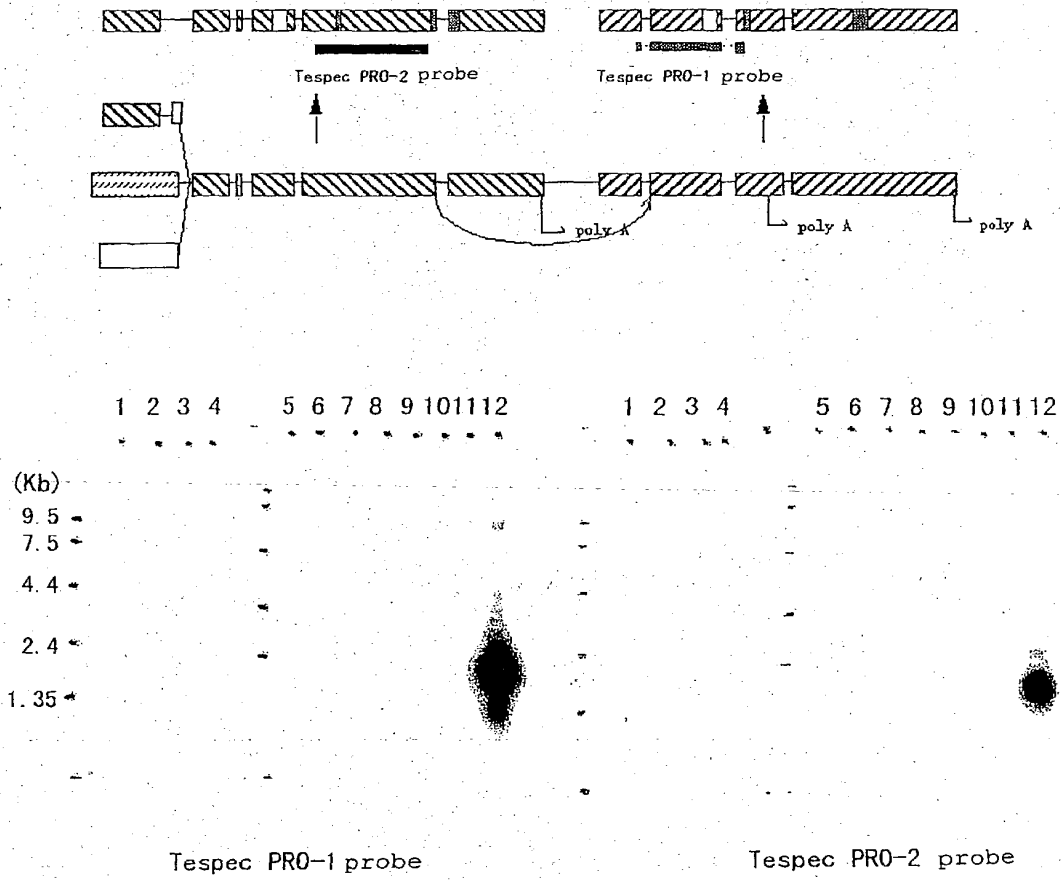 Tespec PRO-2 probe
Tespec PRO-1 probe
poly A
poly A
poly A
1 2 3 4 5 6 7 8 9 10 11 12
1 2 3 4 5 6 7 8 9 10 11 12
(Kb)
9.5
7.5
4.4
2.4
1.35
Tespec PRO-1 probe
Tespec PRO-2 probe